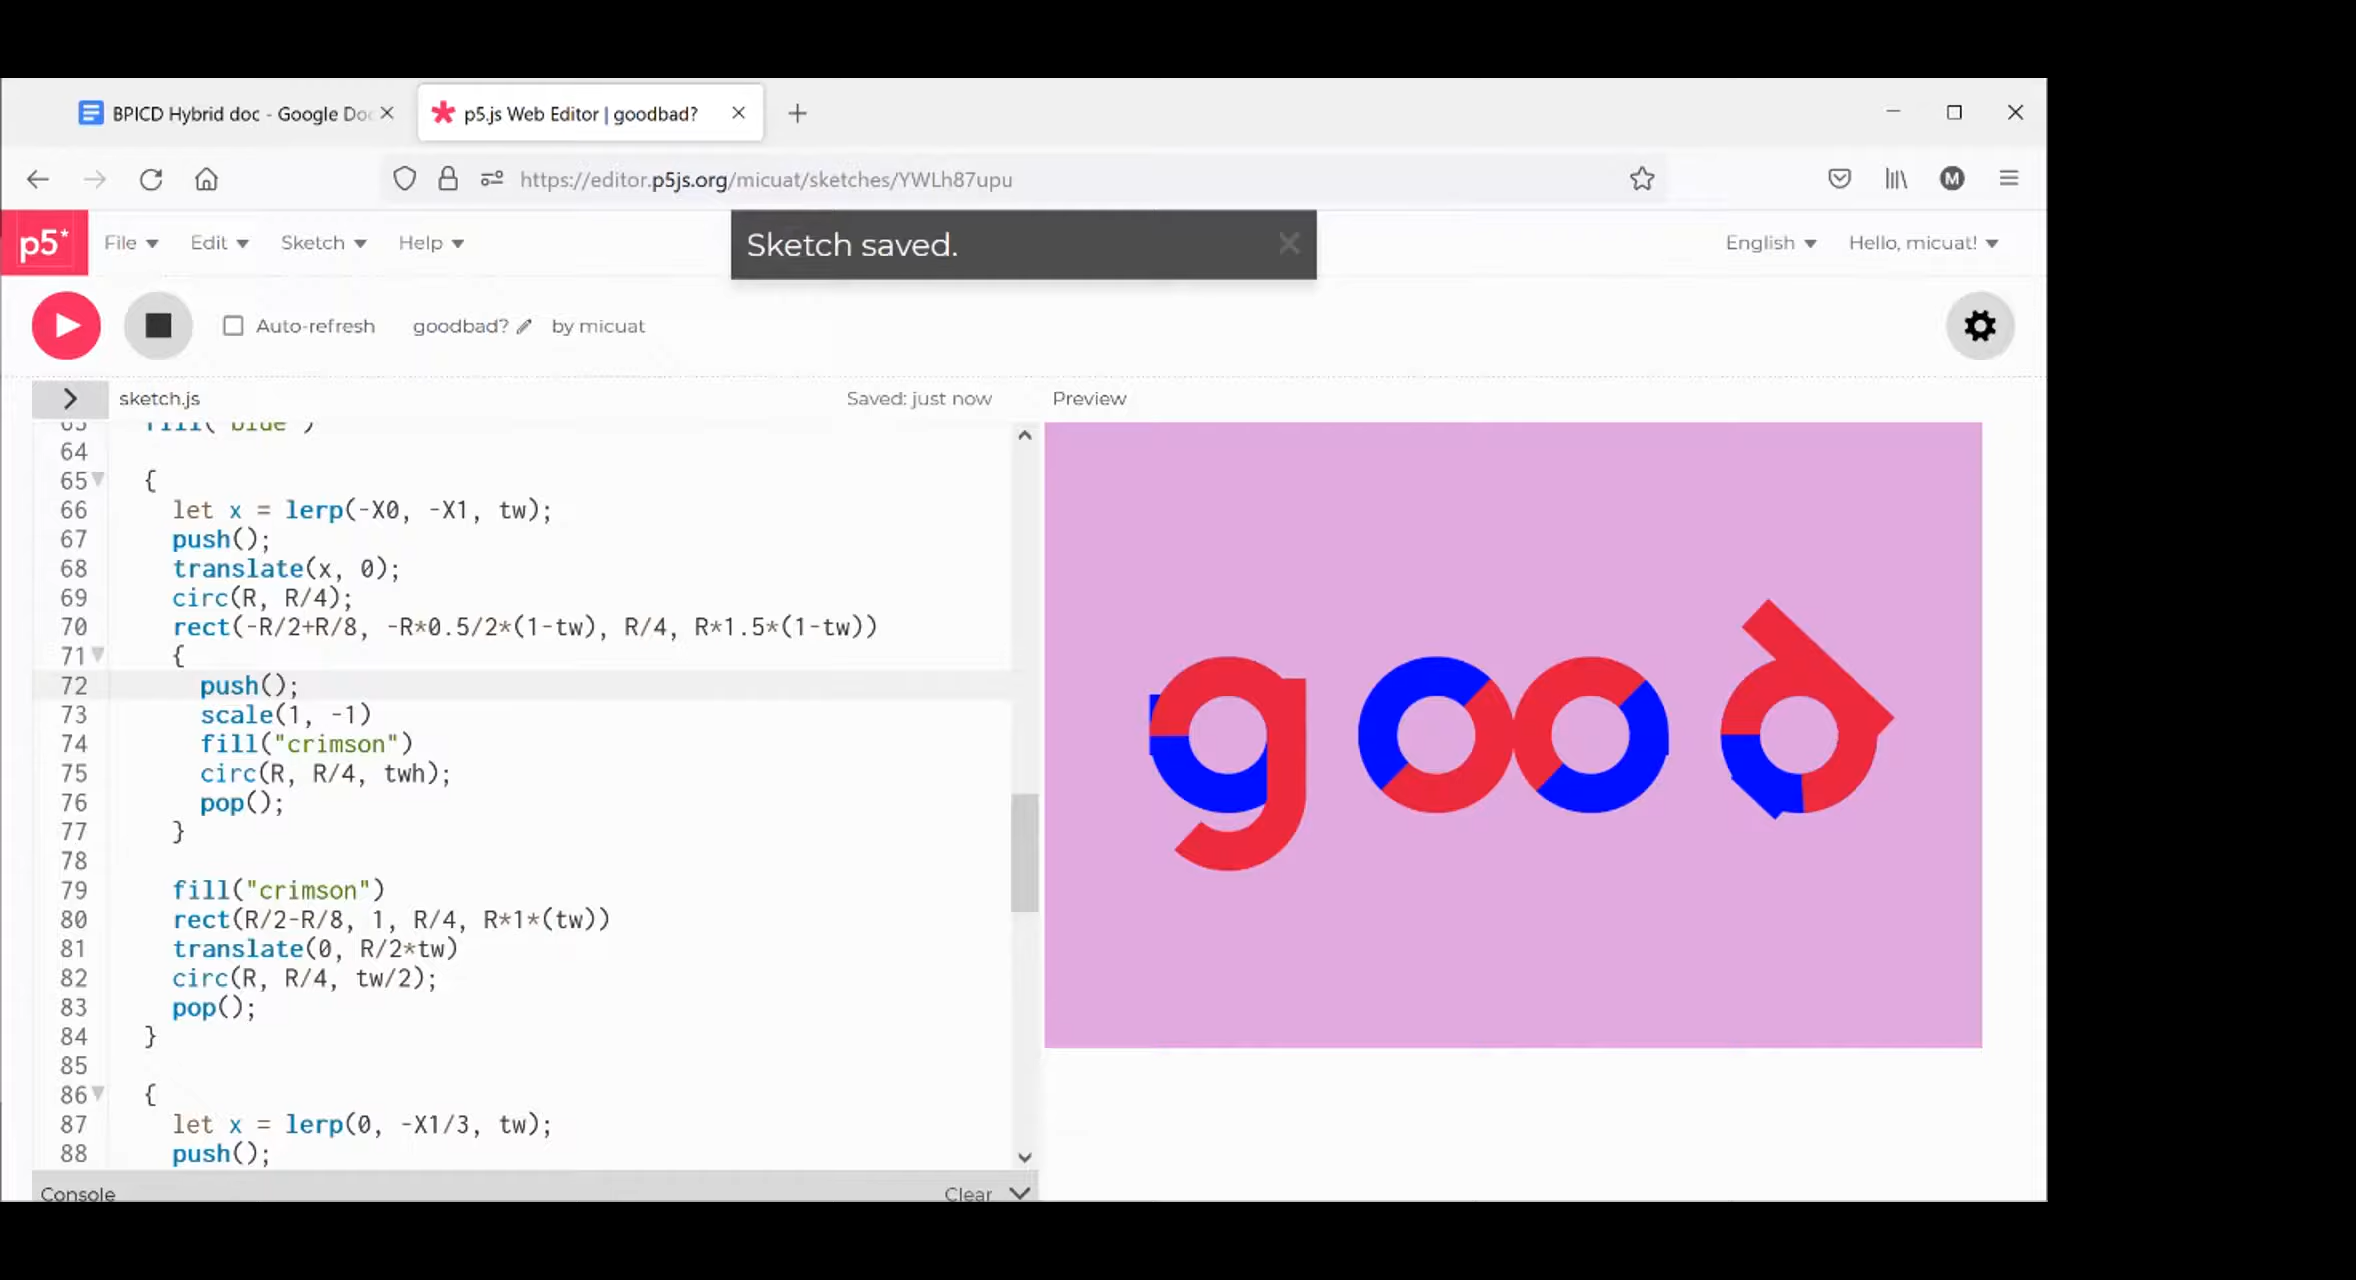 BPICD Hybrid doc - Google Doc
p5.js Web Editor | goodbad?
https://editor.p5js.org/micuat/sketches/YWLh87upu
M
p5*
File
Edit
Sketch
Help
Sketch saved.
English
Hello, micuat!
Auto-refresh
goodbad?
by micuat
sketch.js
Saved: just now
Preview
63 fill("blue")
64
65 {
66 let x = lerp(-X0, -X1, tw);
67 push();
68 translate(x, 0);
69 circ(R, R/4);
70 rect(-R/2+R/8, -R*0.5/2*(1-tw), R/4, R*1.5*(1-tw))
71 {
72 push();
73 scale(1, -1)
74 fill("crimson")
75 circ(R, R/4, twh);
76 pop();
77 }
78
79 fill("crimson")
80 rect(R/2-R/8, 1, R/4, R*1*(tw))
81 translate(0, R/2*tw)
82 circ(R, R/4, tw/2);
83 pop();
84 }
85
86 {
87 let x = lerp(0, -X1/3, tw);
88 push();
good
Console
Clear